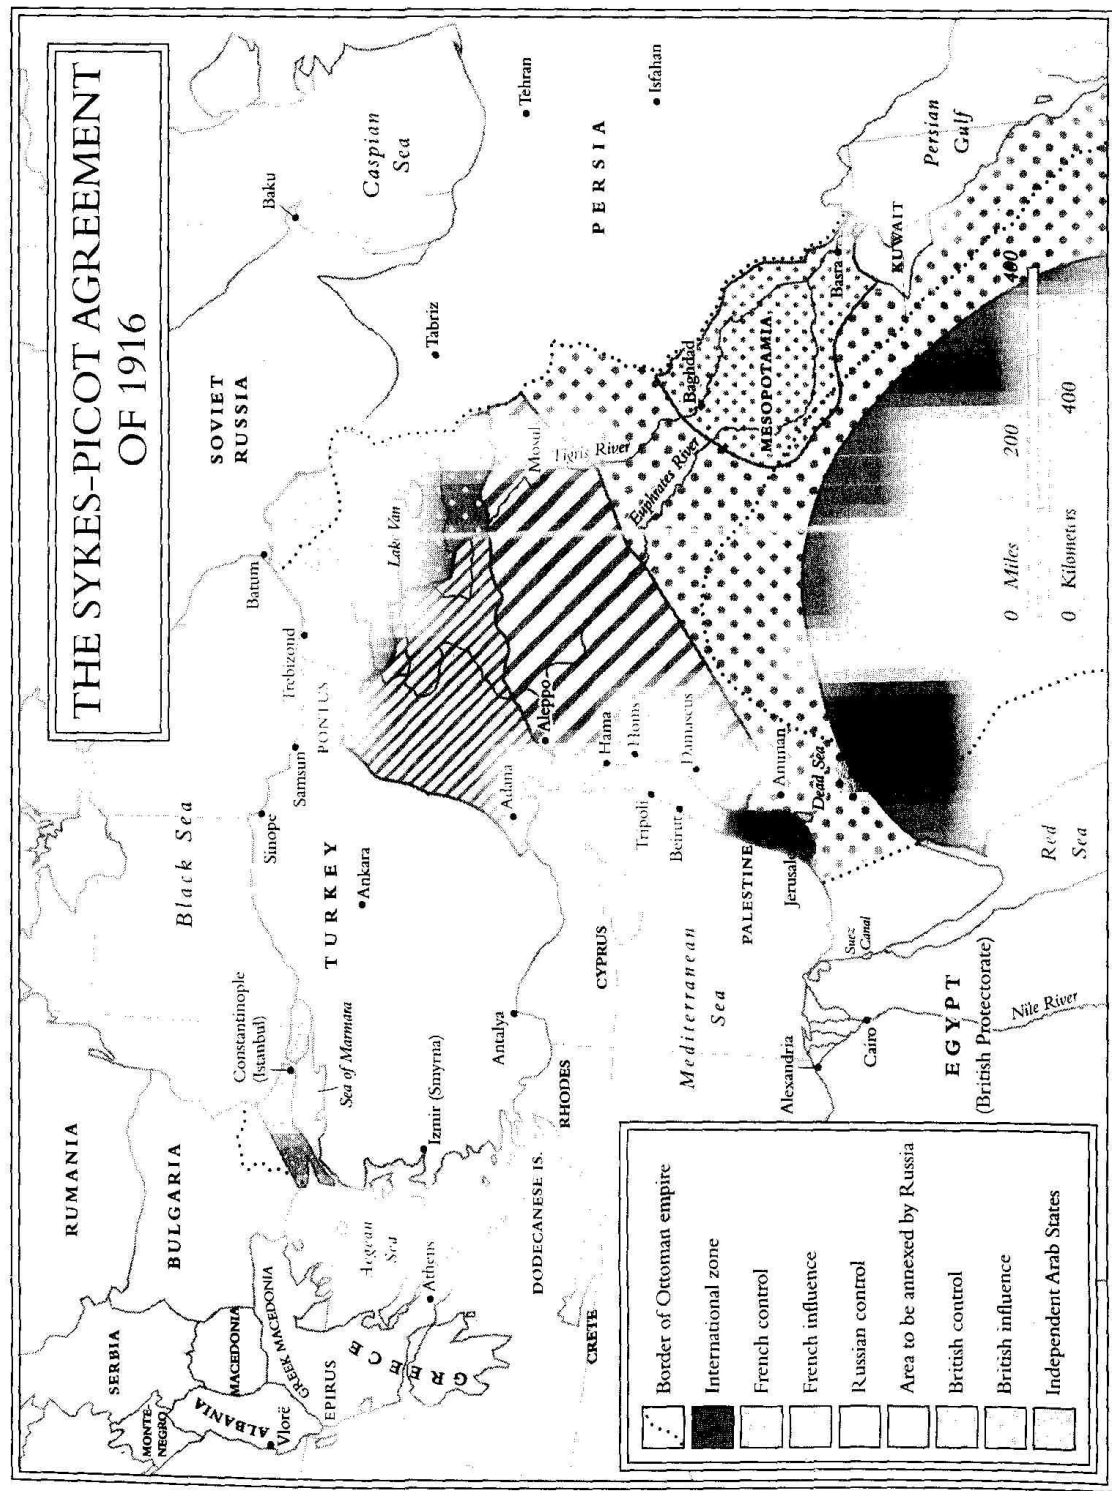 THE SYKES-PICOT AGREEMENT
OF 1916
RUMANIA
SERBIA
MONTE-
NEGRO
BULGARIA
MACEDONIA
ALBANIA
Vlorë
GREEK MACEDONIA
EPIRUS
GREECE
Athens
Aegean
Sea
CRETE
DODECANESE IS.
RHODES
Constantinople
(Istanbul)
Sea of Marmara
Izmir (Smyrna)
Antalya
Black Sea
TURKEY
Ankara
Sinope
Samsun
PONTUS
Trebizond
Batum
SOVIET
RUSSIA
Baku
Caspian
Sea
Tabriz
Tehran
Isfahan
PERSIA
Lake Van
Mosul
Tigris River
Euphrates River
Baghdad
MESOPOTAMIA
Basra
KUWAIT
Persian
Gulf
Adana
Aleppo
Hama
Homs
Tripoli
Beirut
Damascus
CYPRUS
Mediterranean
Sea
PALESTINE
Dead Sea
Suez
Canal
Alexandria
Cairo
EGYPT
(British Protectorate)
Nile River
Red
Sea
0 Miles 200 400
0 Kilometers 400
Border of Ottoman empire
International zone
French control
French influence
Russian control
Area to be annexed by Russia
British control
British influence
Independent Arab States